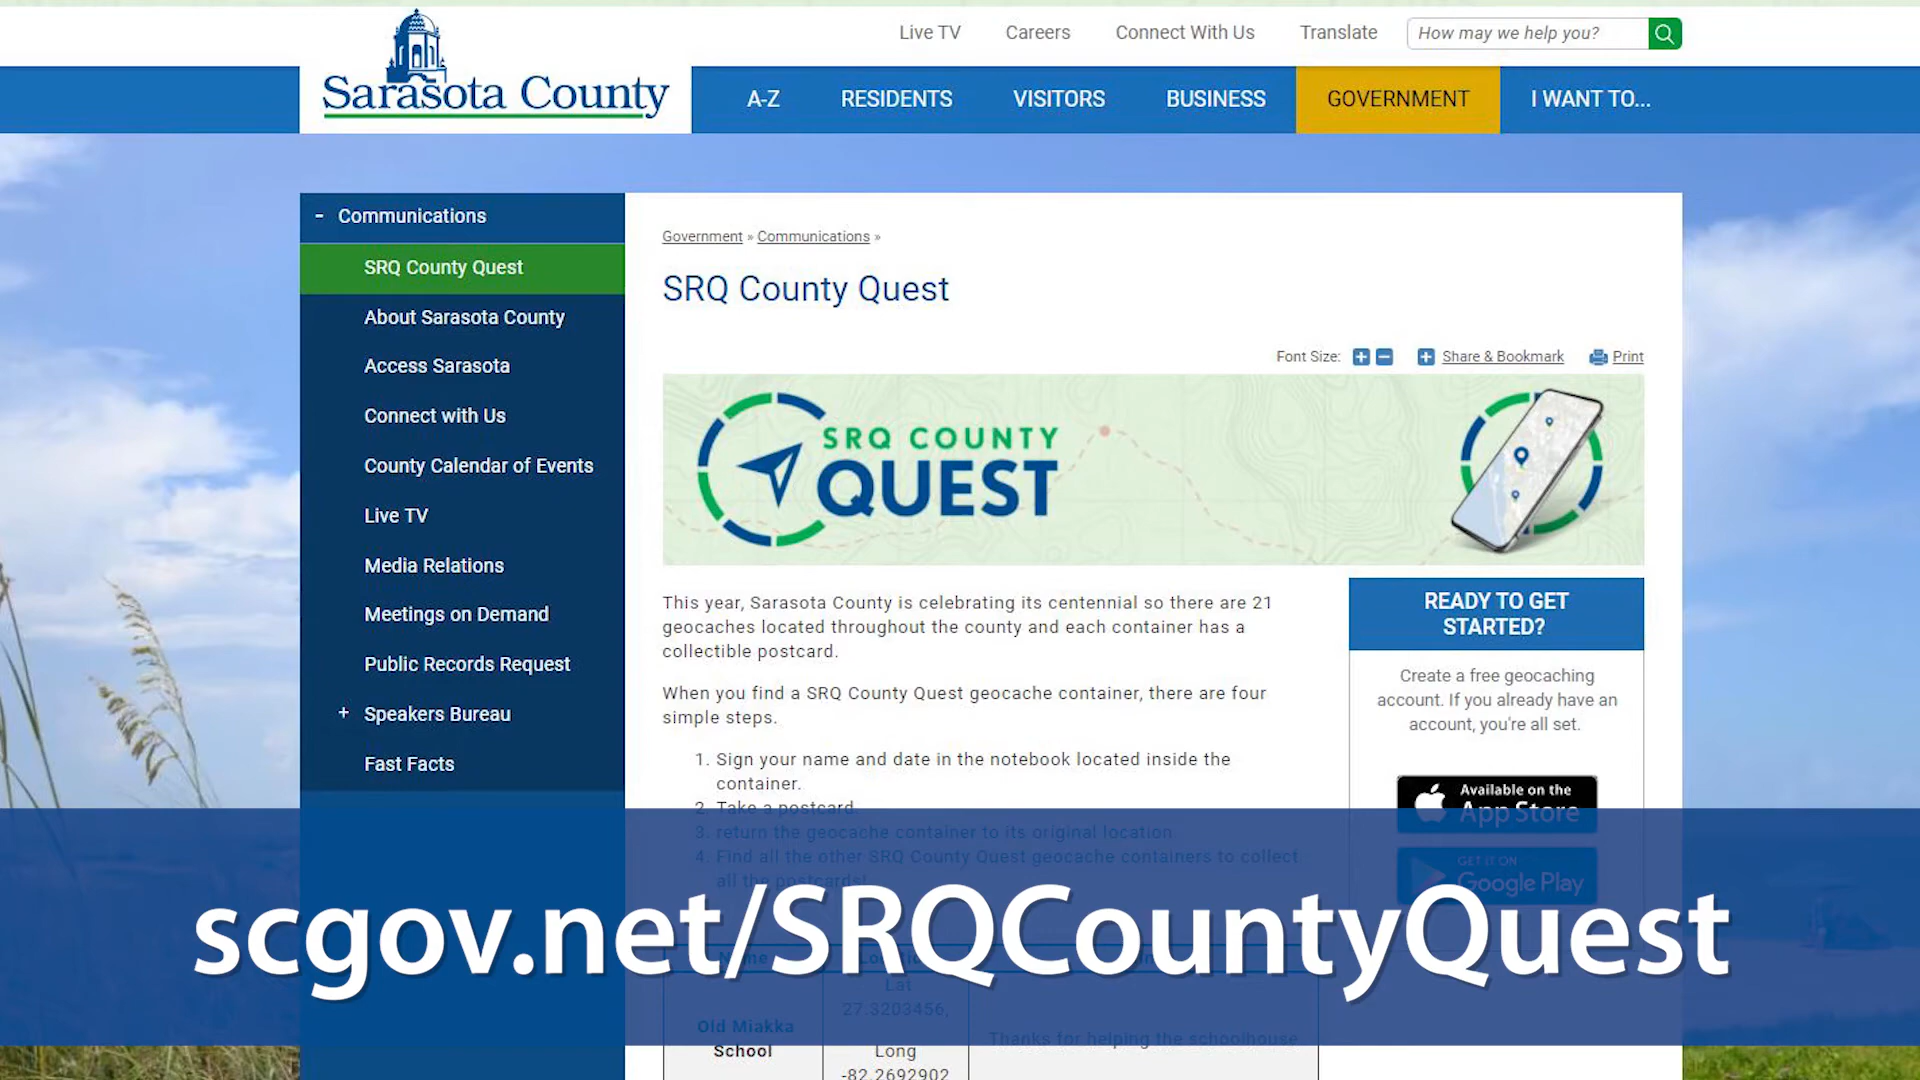 Live TV
Careers
Connect With Us
Translate
How may we help you?
Sarasota County
A-Z
RESIDENTS
VISITORS
BUSINESS
GOVERNMENT
I WANT TO...
- Communications
SRQ County Quest
About Sarasota County
Access Sarasota
Connect with Us
County Calendar of Events
Live TV
Media Relations
Meetings on Demand
Public Records Request
+ Speakers Bureau
Fast Facts
Government » Communications »
SRQ County Quest
Font Size:
Share & Bookmark
Print
SRQ COUNTY
QUEST
This year, Sarasota County is celebrating its centennial so there are 21
geocaches located throughout the county and each container has a
collectible postcard.
When you find a SRQ County Quest geocache container, there are four
simple steps.
1. Sign your name and date in the notebook located inside the
container.
2. Take a postcard.
3. return the geocache container to its original location.
4. Find all the other SRQ County Quest geocache containers to collect
all the postcards!
READY TO GET
STARTED?
Create a free geocaching
account. If you already have an
account, you're all set.
Available on the
App Store
GET IT ON
Google Play
scgov.net/SRQCountyQuest
Name
Lat
27.3203456,
Old Miakka
School
Long
-82.2692902
Thanks for helping the schoolhouse